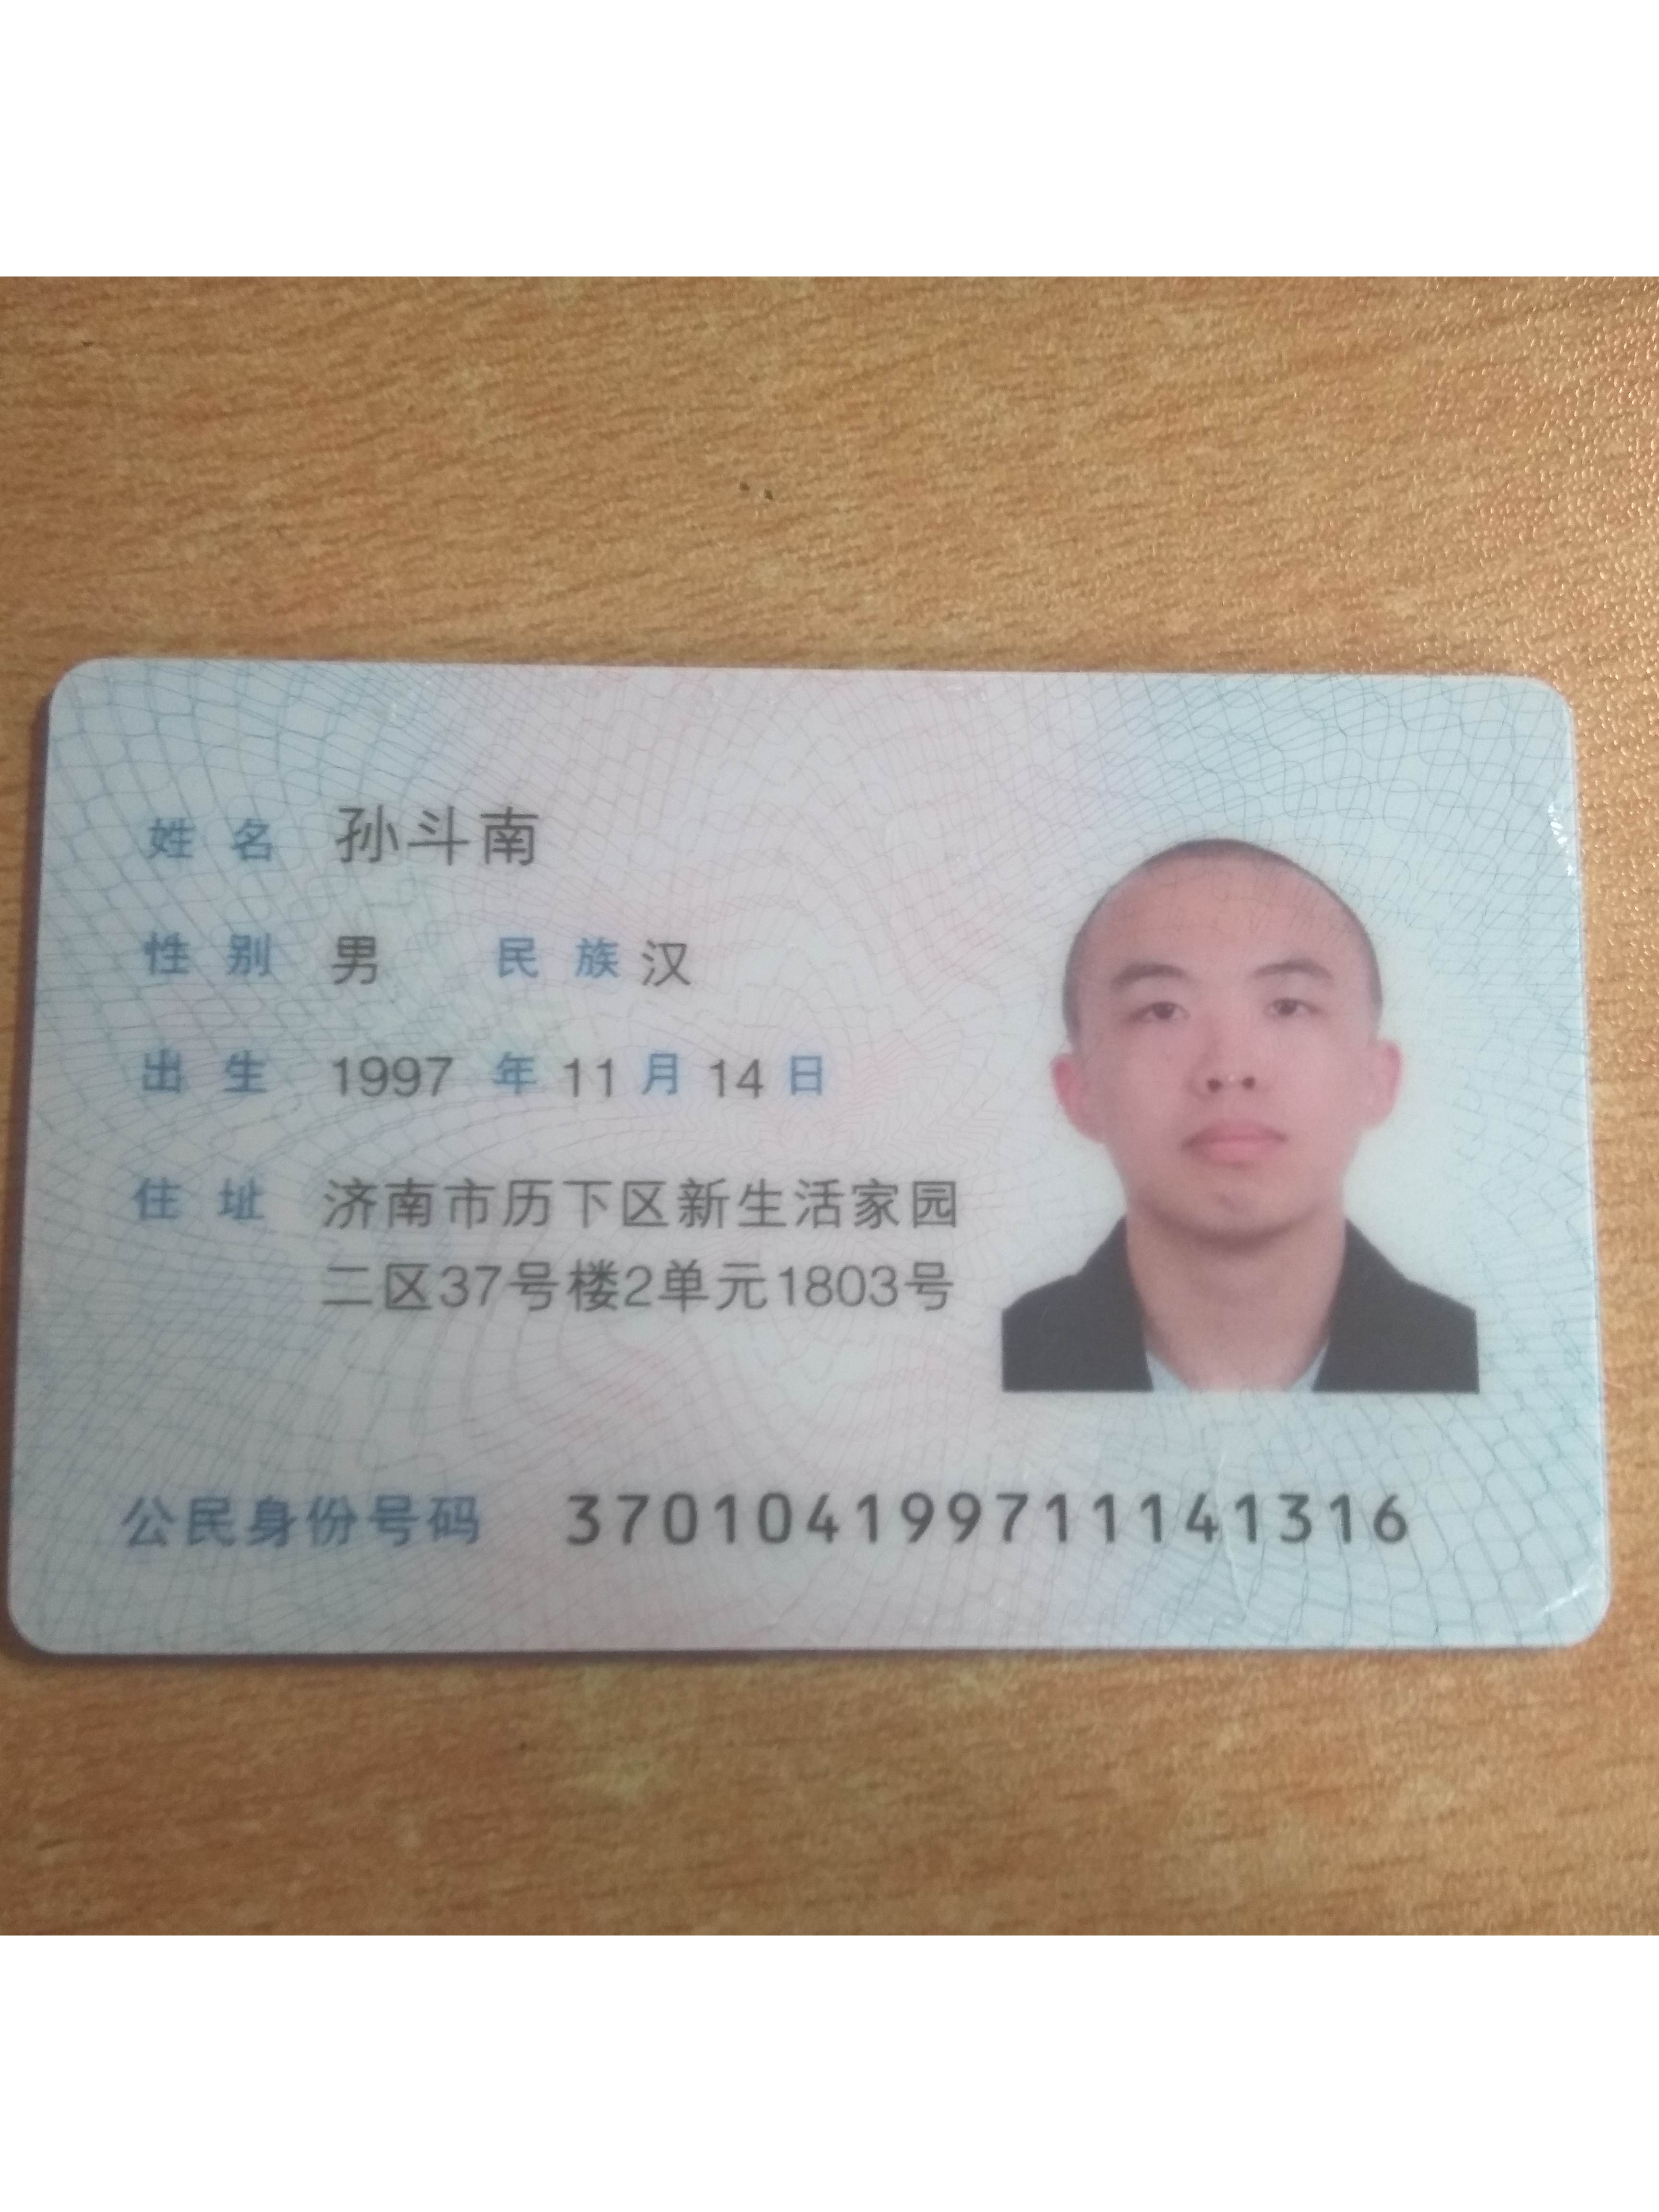 姓名 孙斗南
性别 男 民族 汉
出生 1997 年 11 月 14 日
住址 济南市历下区新生活家园
二区37号楼2单元1803号
公民身份号码 370104199711141316